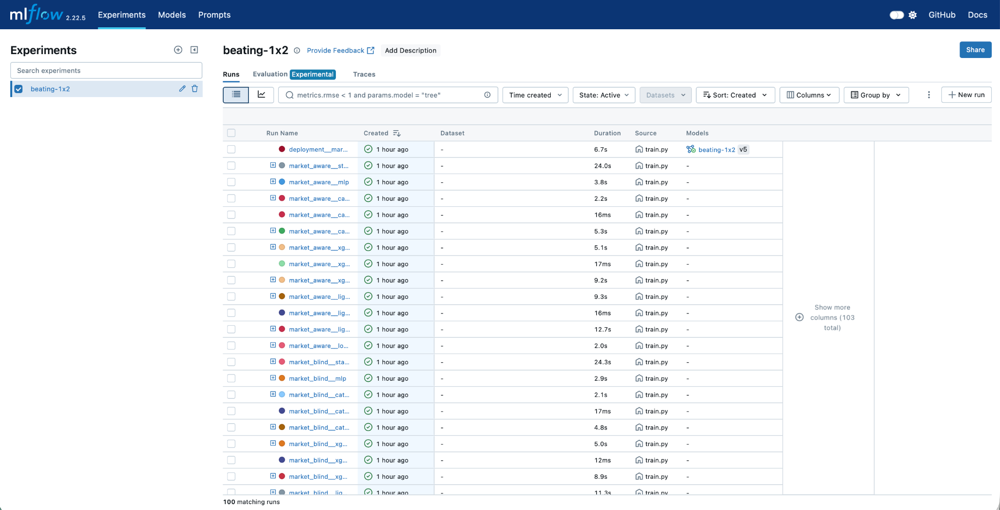 mlflow 2.22.5 Experiments Models Prompts GitHub Docs
Experiments
Search experiments
beating-1x2
beating-1x2 Provide Feedback Add Description Share
Runs Evaluation Experimental Traces
metrics.rmse < 1 and params.model = "tree" Time created State: Active Datasets Sort: Created Columns Group by New run
Run Name Created Dataset Duration Source Models
deployment__mar... 1 hour ago - 6.7s train.py beating-1x2 v5
market_aware__st... 1 hour ago - 24.0s train.py -
market_aware__mlp 1 hour ago - 3.8s train.py -
market_aware__ca... 1 hour ago - 2.2s train.py -
market_aware__ca... 1 hour ago - 16ms train.py -
market_aware__ca... 1 hour ago - 5.3s train.py -
market_aware__xg... 1 hour ago - 5.1s train.py -
market_aware__xg... 1 hour ago - 17ms train.py -
market_aware__xg... 1 hour ago - 9.2s train.py -
market_aware__lig... 1 hour ago - 9.3s train.py -
market_aware__lig... 1 hour ago - 16ms train.py -
market_aware__lig... 1 hour ago - 12.7s train.py -
market_aware__lo... 1 hour ago - 2.0s train.py -
market_blind__sta... 1 hour ago - 24.3s train.py -
market_blind__mlp 1 hour ago - 2.9s train.py -
market_blind__cat... 1 hour ago - 2.1s train.py -
market_blind__cat... 1 hour ago - 17ms train.py -
market_blind__cat... 1 hour ago - 4.8s train.py -
market_blind__xg... 1 hour ago - 5.0s train.py -
market_blind__xg... 1 hour ago - 12ms train.py -
market_blind__xg... 1 hour ago - 8.9s train.py -
market_blind__lig... 1 hour ago - 11.3s train.py -
Show more
columns (103
total)
100 matching runs